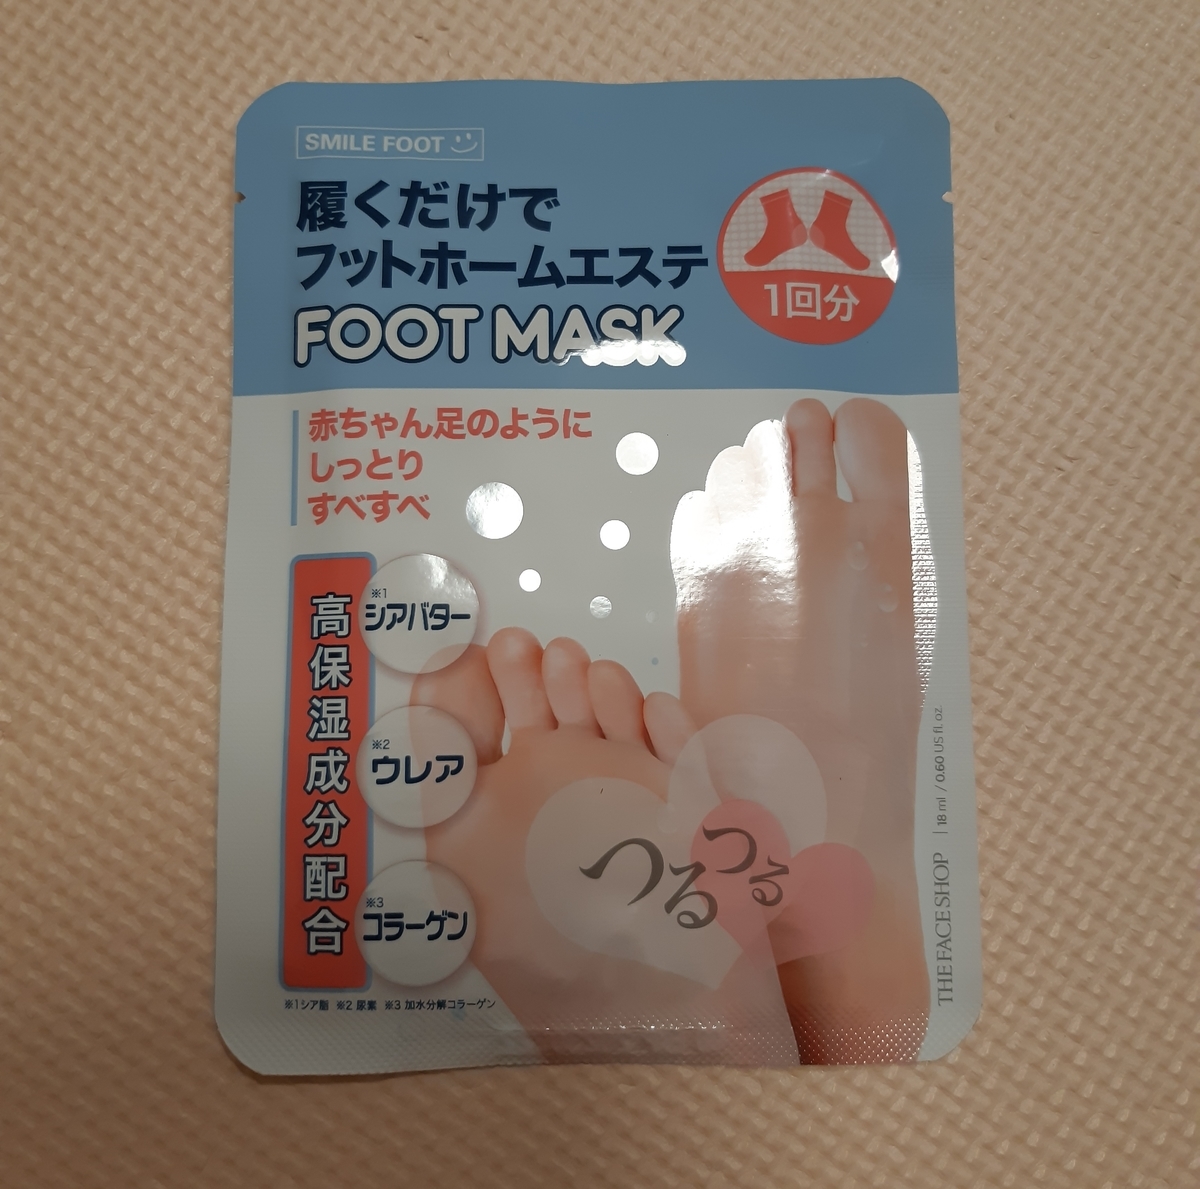 SMILE FOOT
履くだけで
フットホームエステ
FOOT MASK
1回分
赤ちゃん足のように
しっとり
すべすべ
高保湿成分配合
※1
シアバター
※2
ウレア
※3
コラーゲン
つるつる
※1シア脂 ※2 尿素 ※3 加水分解コラーゲン
THE FACE SHOP | 18 ml / 0.60 US fl. oz.